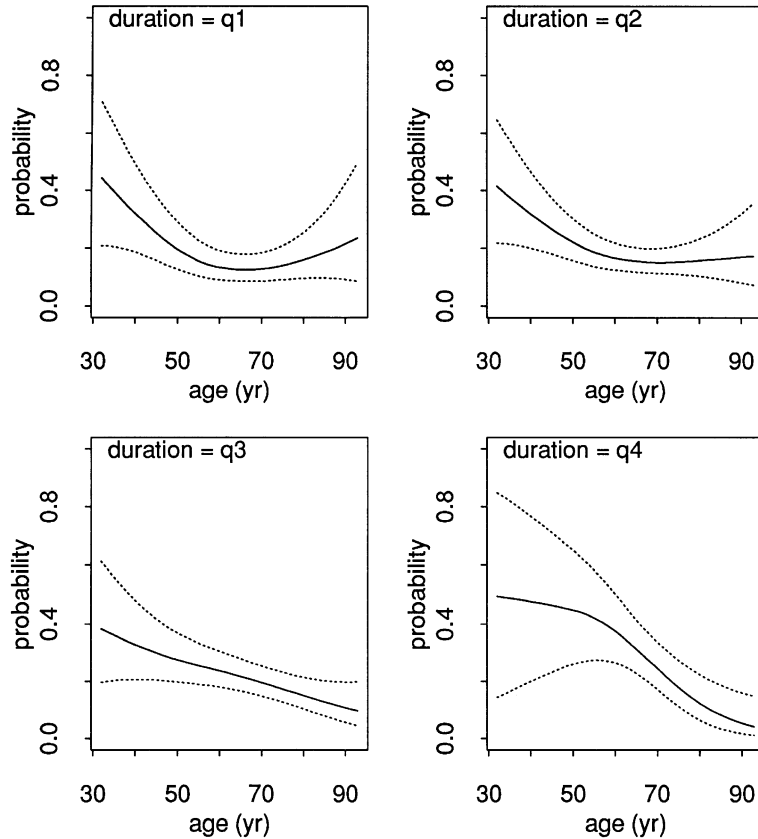 duration = q1
probability
0.0 0.4 0.8
30 50 70 90
age (yr)
duration = q2
probability
0.0 0.4 0.8
30 50 70 90
age (yr)
duration = q3
probability
0.0 0.4 0.8
30 50 70 90
age (yr)
duration = q4
probability
0.0 0.4 0.8
30 50 70 90
age (yr)